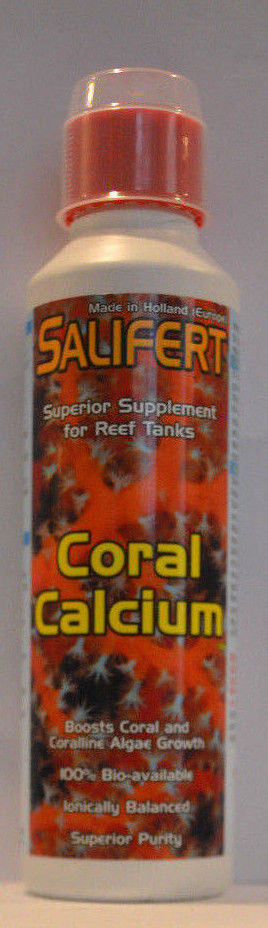 Made in Holland (Europe)
SALIFERT
Superior Supplement
for Reef Tanks
Coral
Calcium
Boosts Coral and
Coralline Algae Growth
100% Bio-available
Ionically Balanced
Superior Purity